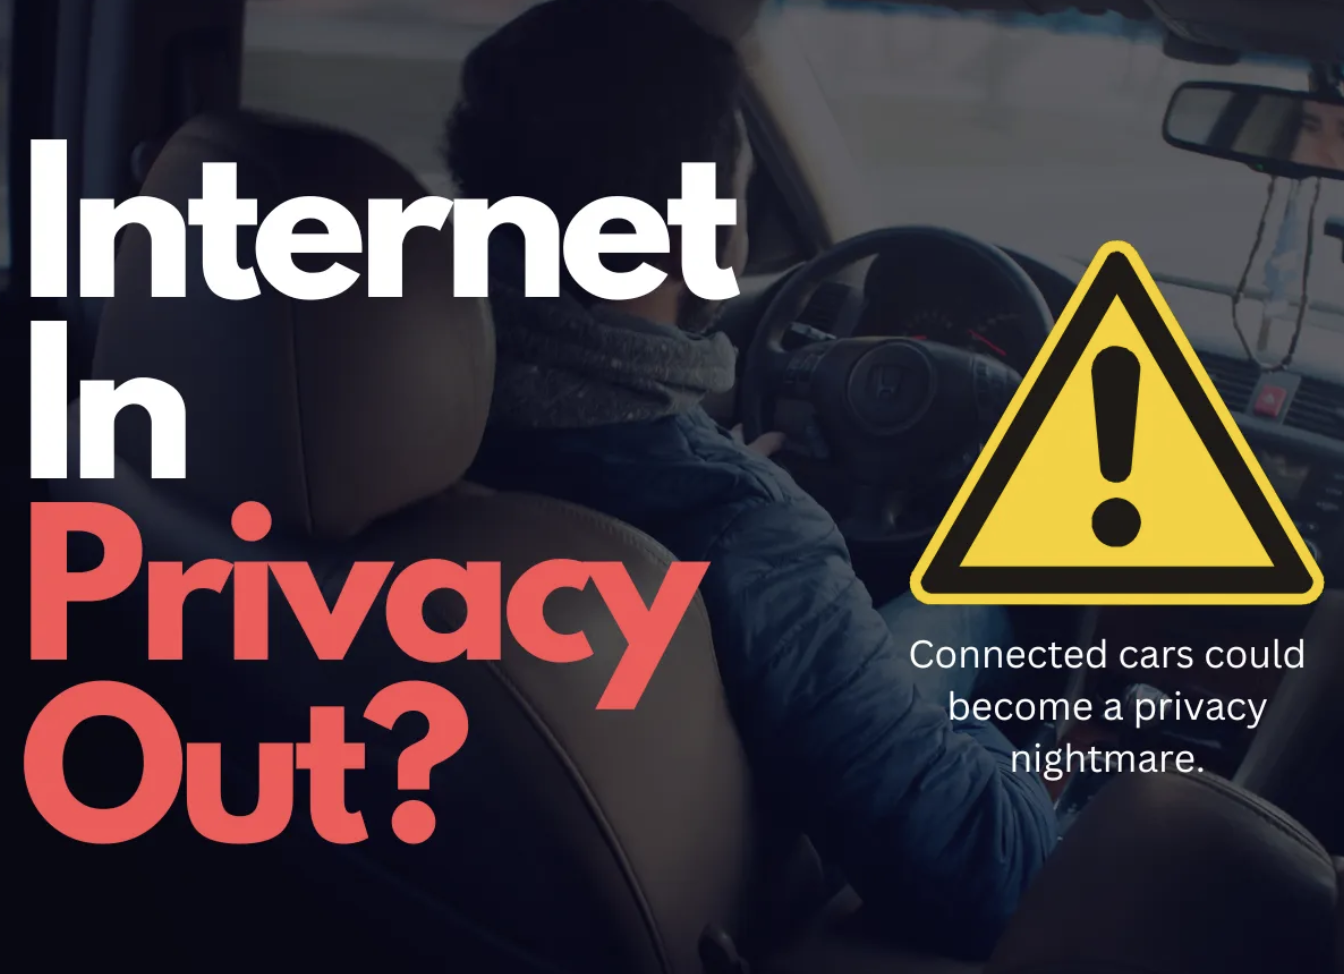 Internet
In
Privacy
Out?
Connected cars could
become a privacy
nightmare.